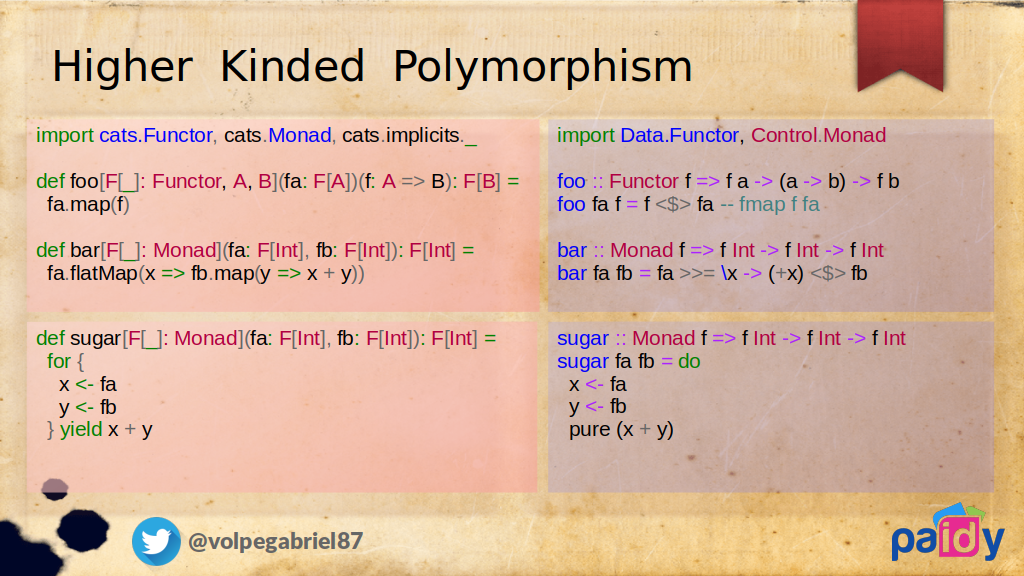 Higher Kinded Polymorphism
import cats.Functor, cats.Monad, cats.implicits._
def foo[F[_]: Functor, A, B](fa: F[A])(f: A => B): F[B] =
  fa.map(f)
def bar[F[_]: Monad](fa: F[Int], fb: F[Int]): F[Int] =
  fa.flatMap(x => fb.map(y => x + y))
def sugar[F[_]: Monad](fa: F[Int], fb: F[Int]): F[Int] =
  for {
    x <- fa
    y <- fb
  } yield x + y
import Data.Functor, Control.Monad
foo :: Functor f => f a -> (a -> b) -> f b
foo fa f = f <$> fa -- fmap f fa
bar :: Monad f => f Int -> f Int -> f Int
bar fa fb = fa >>= \x -> (+x) <$> fb
sugar :: Monad f => f Int -> f Int -> f Int
sugar fa fb = do
  x <- fa
  y <- fb
  pure (x + y)
@volpegabriel87
paidy